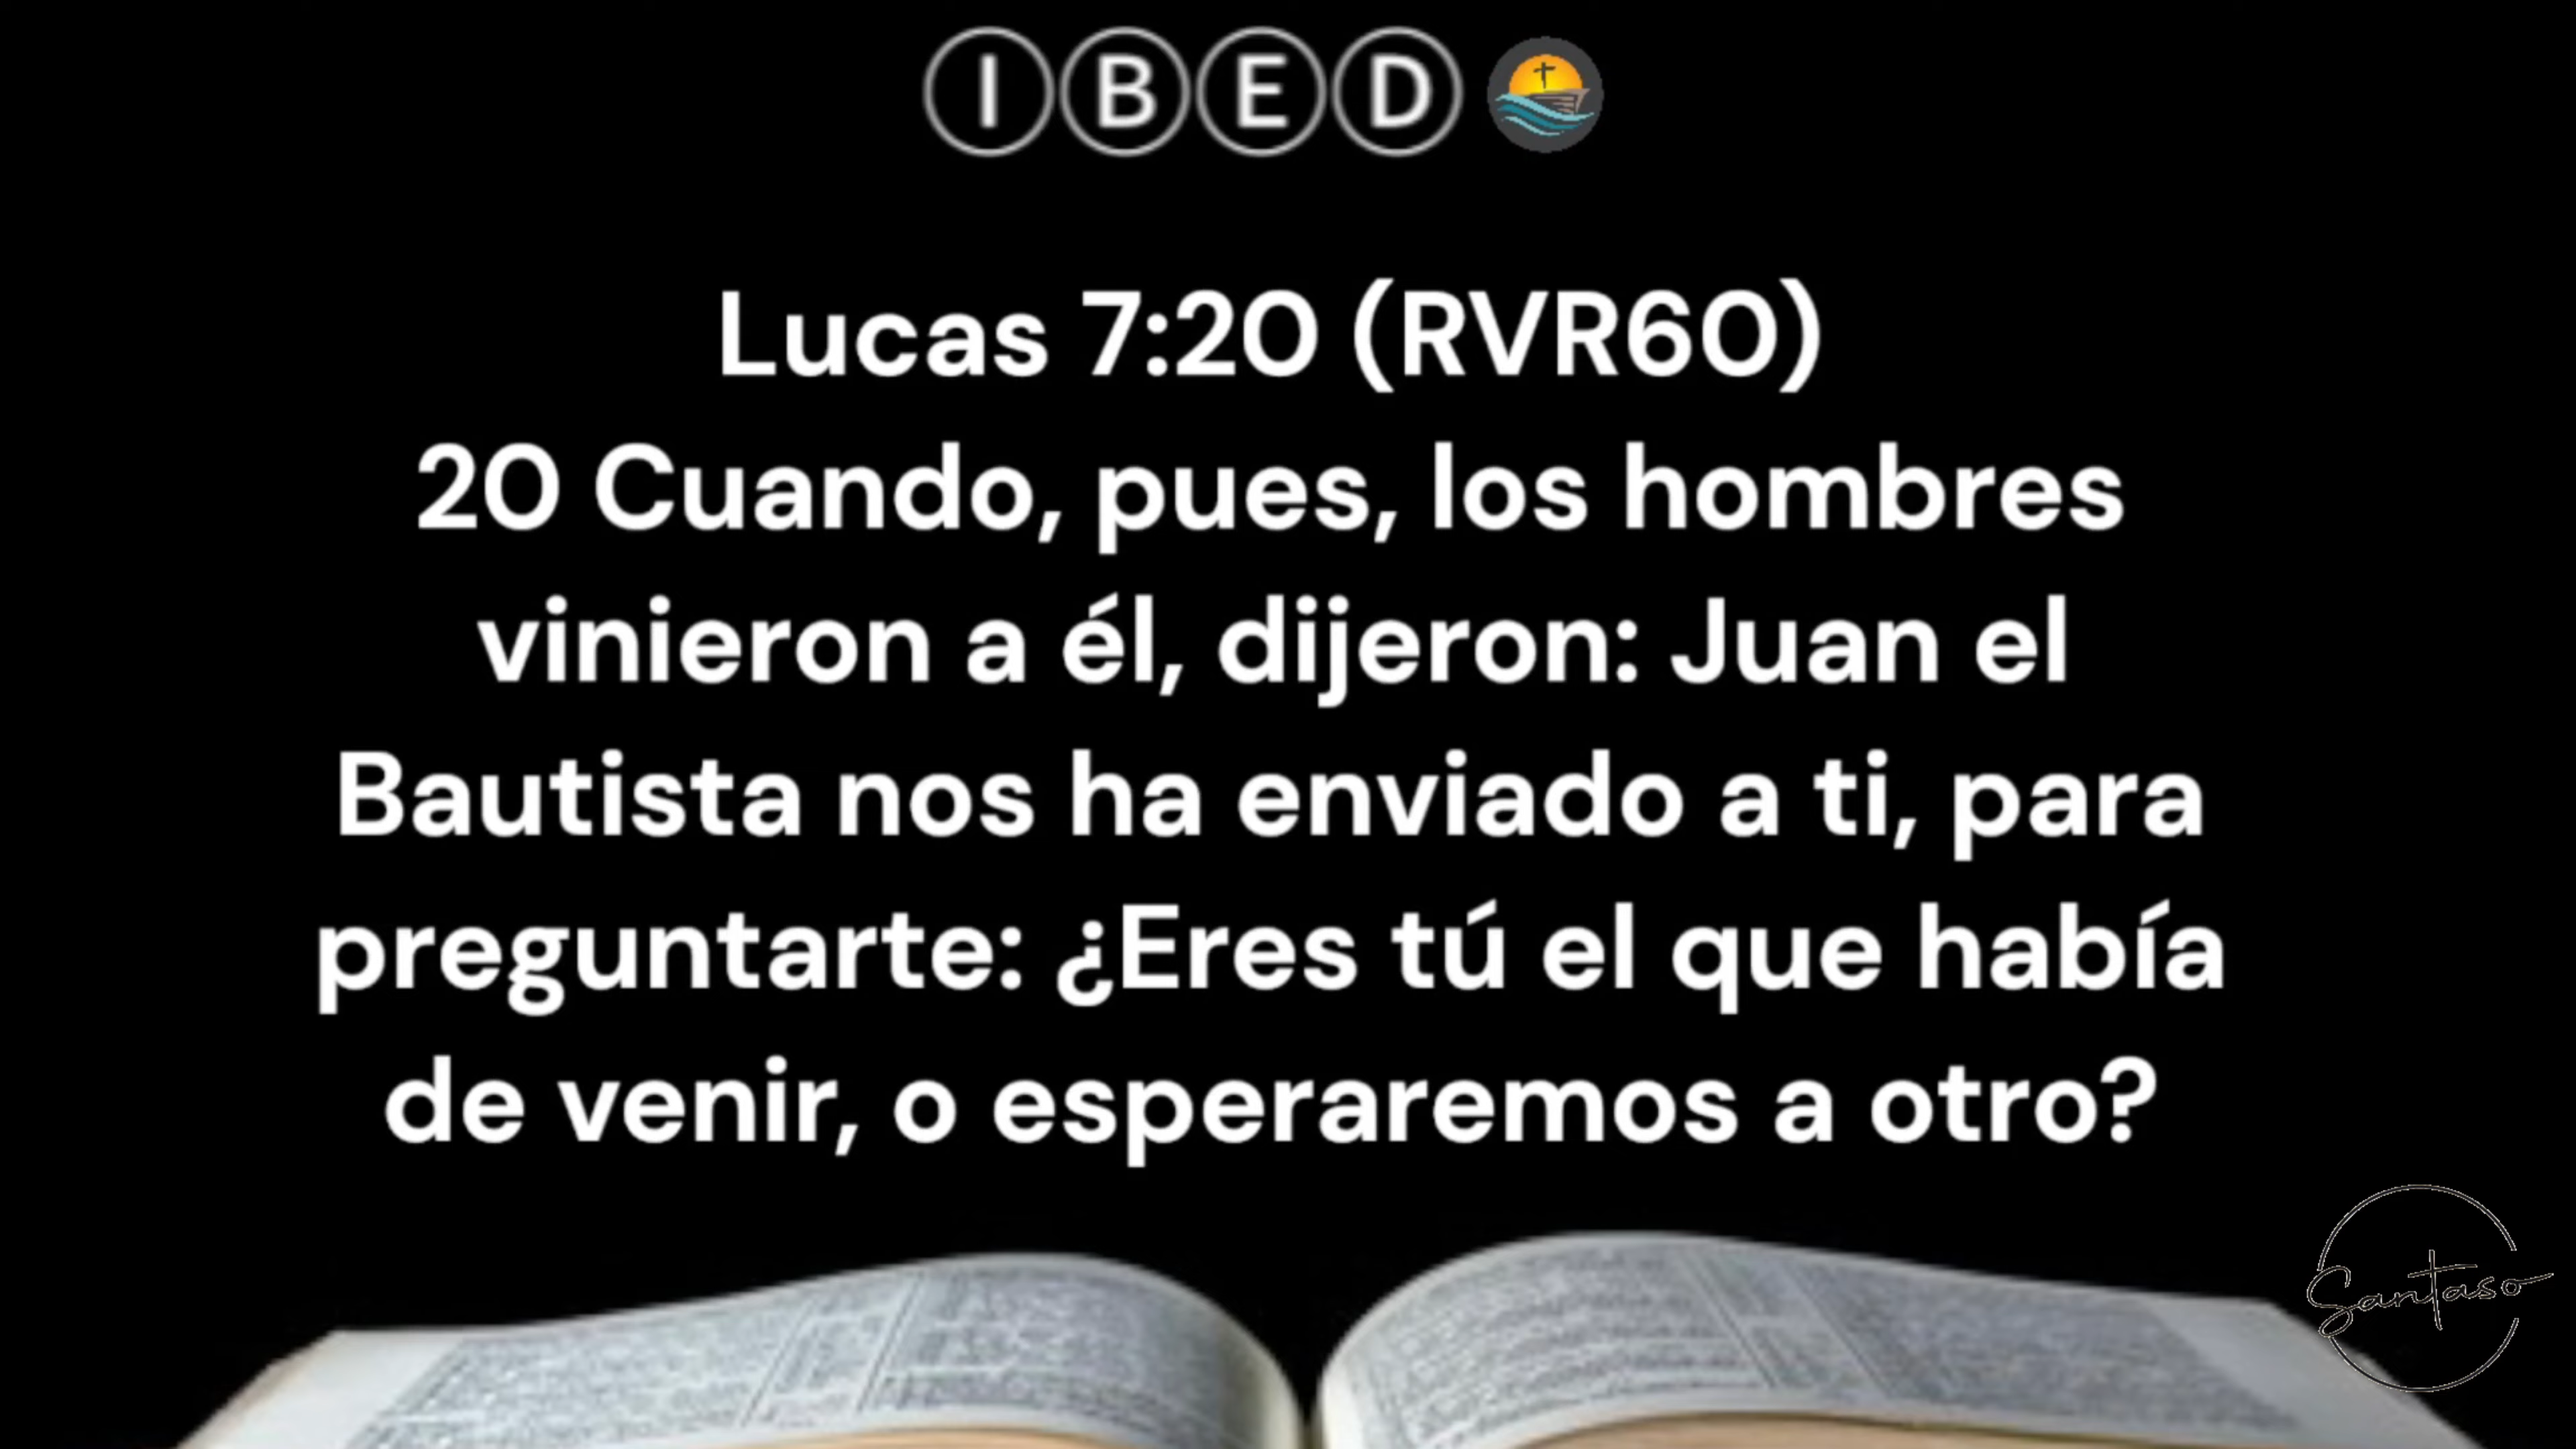 IBED
Lucas 7:20 (RVR60)
20 Cuando, pues, los hombres
vinieron a él, dijeron: Juan el
Bautista nos ha enviado a ti, para
preguntarte: ¿Eres tú el que había
de venir, o esperaremos a otro?
Santaso